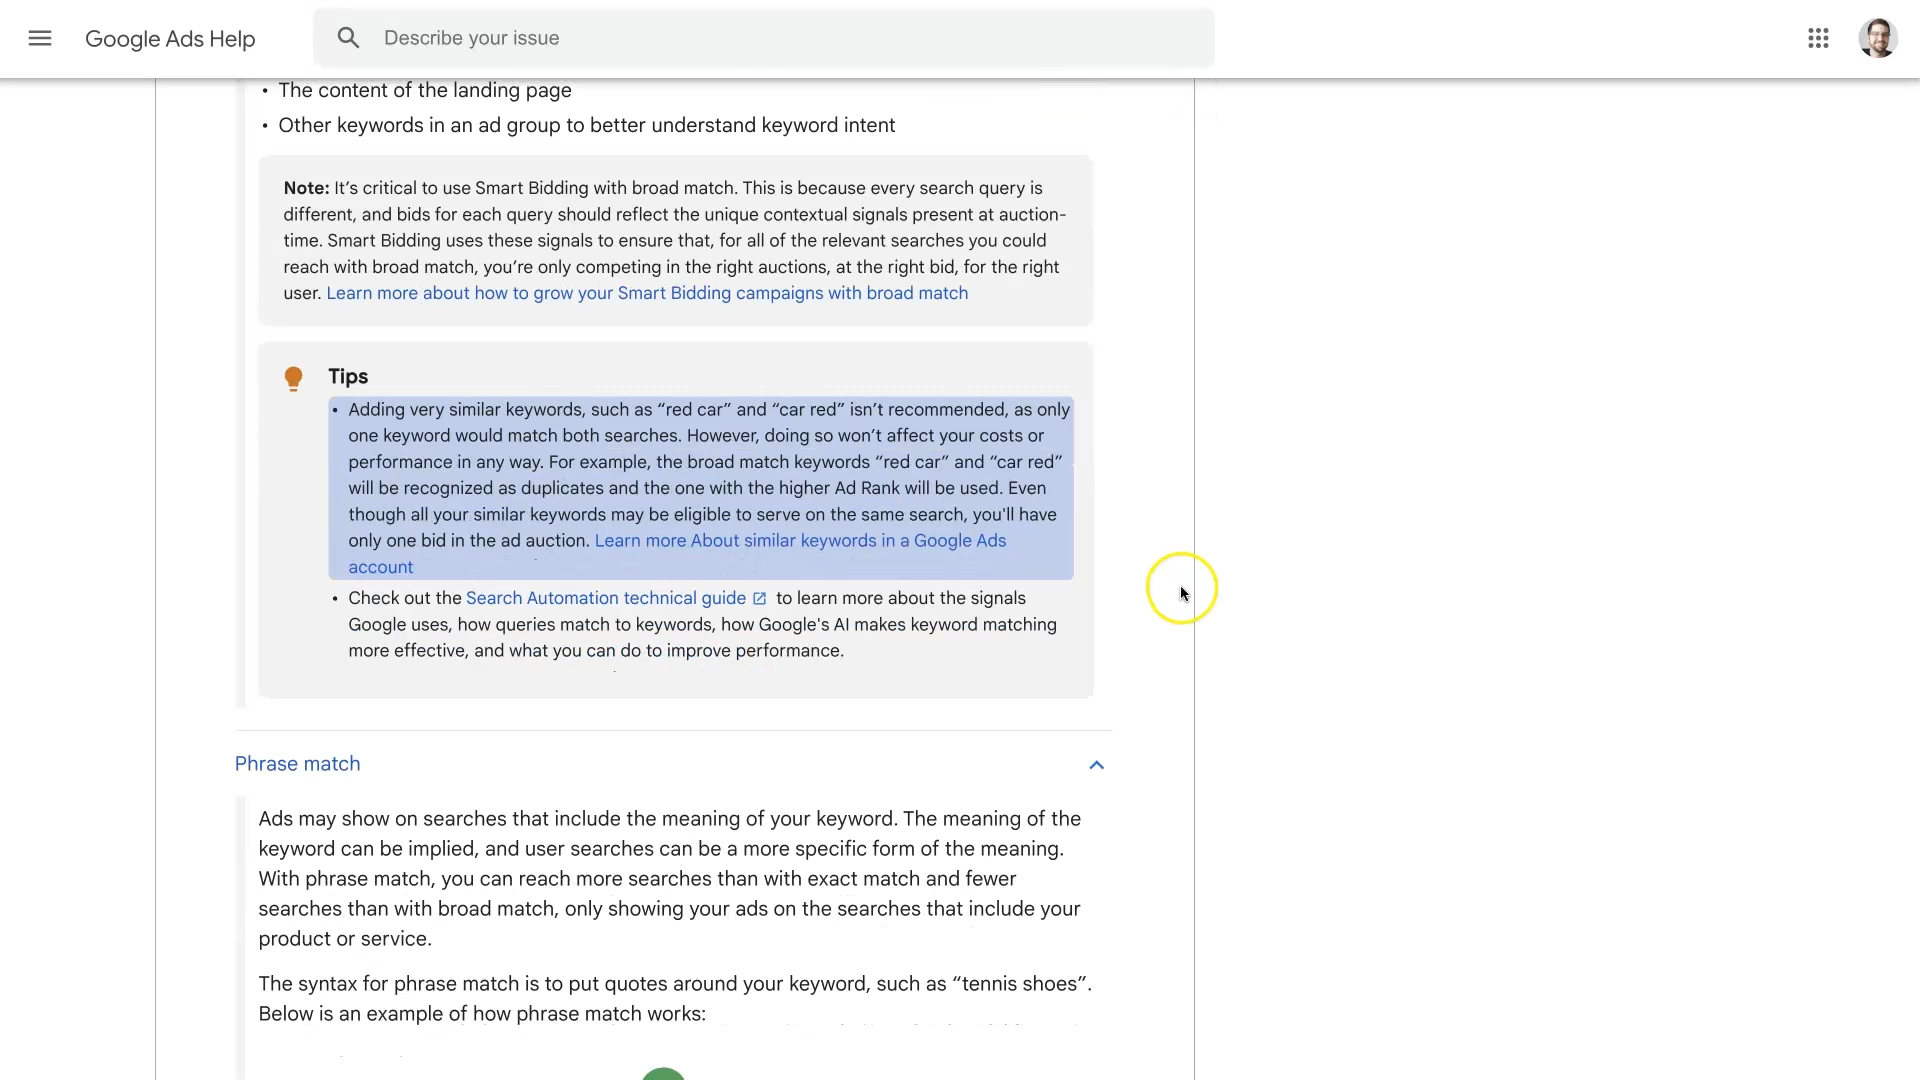 Google Ads Help
Describe your issue
• The content of the landing page
• Other keywords in an ad group to better understand keyword intent
Note: It’s critical to use Smart Bidding with broad match. This is because every search query is
different, and bids for each query should reflect the unique contextual signals present at auction-
time. Smart Bidding uses these signals to ensure that, for all of the relevant searches you could
reach with broad match, you’re only competing in the right auctions, at the right bid, for the right
user. Learn more about how to grow your Smart Bidding campaigns with broad match
Tips
• Adding very similar keywords, such as “red car” and “car red” isn’t recommended, as only
one keyword would match both searches. However, doing so won’t affect your costs or
performance in any way. For example, the broad match keywords “red car” and “car red”
will be recognized as duplicates and the one with the higher Ad Rank will be used. Even
though all your similar keywords may be eligible to serve on the same search, you'll have
only one bid in the ad auction. Learn more About similar keywords in a Google Ads
account
• Check out the Search Automation technical guide to learn more about the signals
Google uses, how queries match to keywords, how Google's AI makes keyword matching
more effective, and what you can do to improve performance.
Phrase match
Ads may show on searches that include the meaning of your keyword. The meaning of the
keyword can be implied, and user searches can be a more specific form of the meaning.
With phrase match, you can reach more searches than with exact match and fewer
searches than with broad match, only showing your ads on the searches that include your
product or service.
The syntax for phrase match is to put quotes around your keyword, such as “tennis shoes”.
Below is an example of how phrase match works: